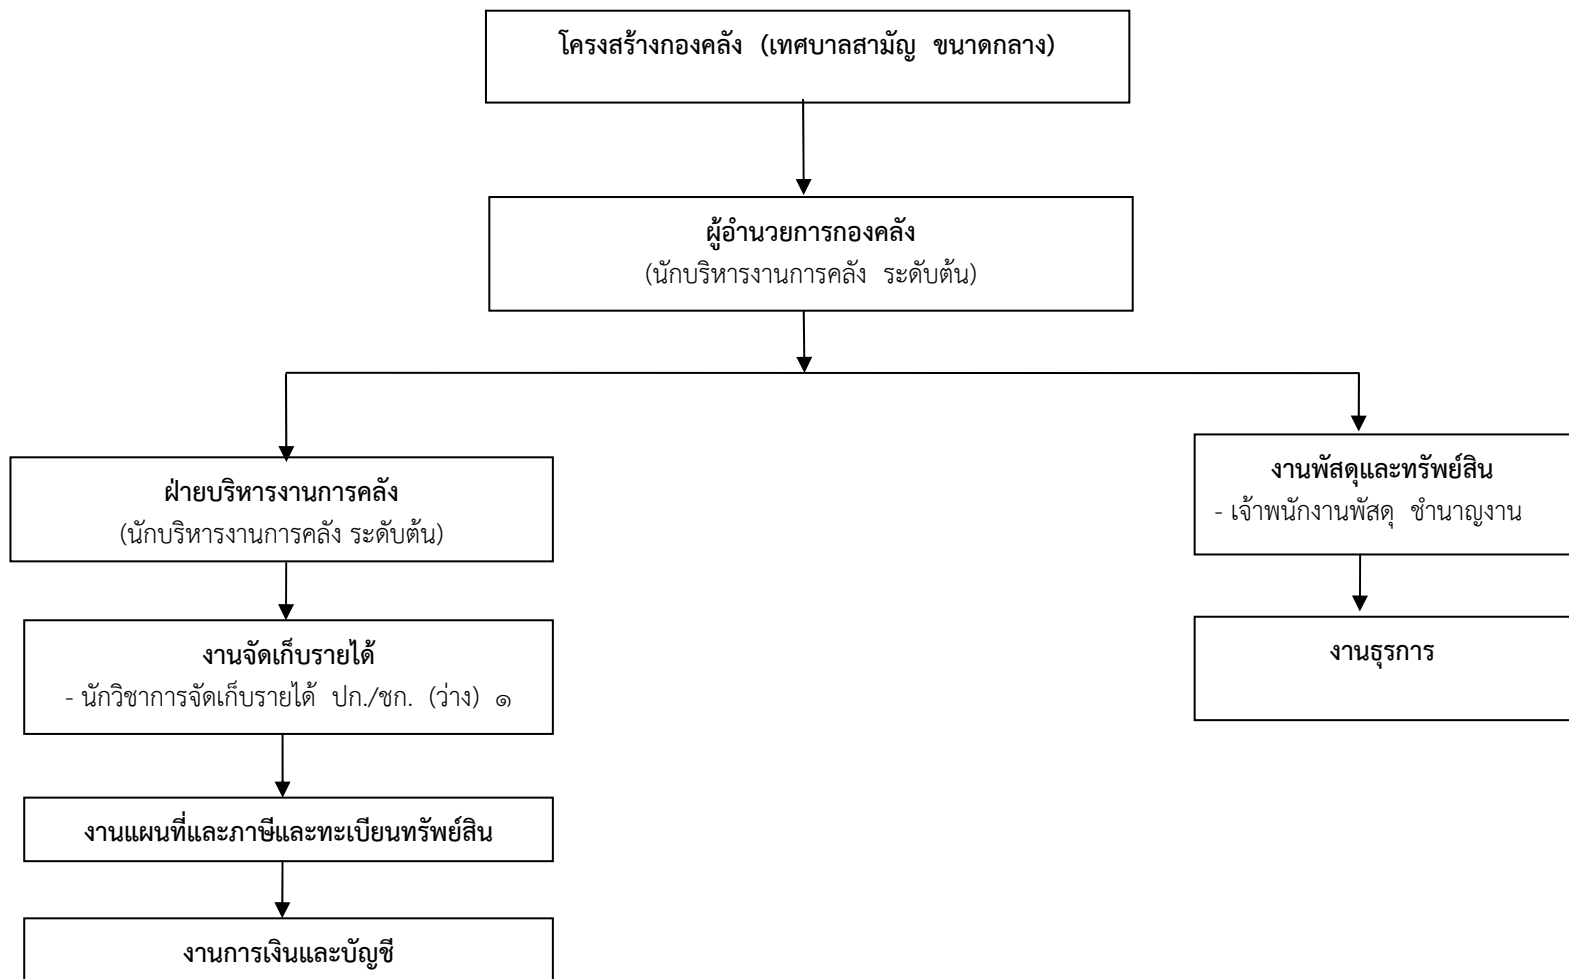 โครงสร้างกองคลัง (เทศบาลสามัญ ขนาดกลาง)
ผู้อำนวยการกองคลัง
(นักบริหารงานการคลัง ระดับต้น)
ฝ่ายบริหารงานการคลัง
(นักบริหารงานการคลัง ระดับต้น)
งานจัดเก็บรายได้
- นักวิชาการจัดเก็บรายได้ ปก./ชก. (ว่าง) ๑
งานแผนที่และภาษีและทะเบียนทรัพย์สิน
งานการเงินและบัญชี
งานพัสดุและทรัพย์สิน
- เจ้าพนักงานพัสดุ ชำนาญงาน
งานธุรการ